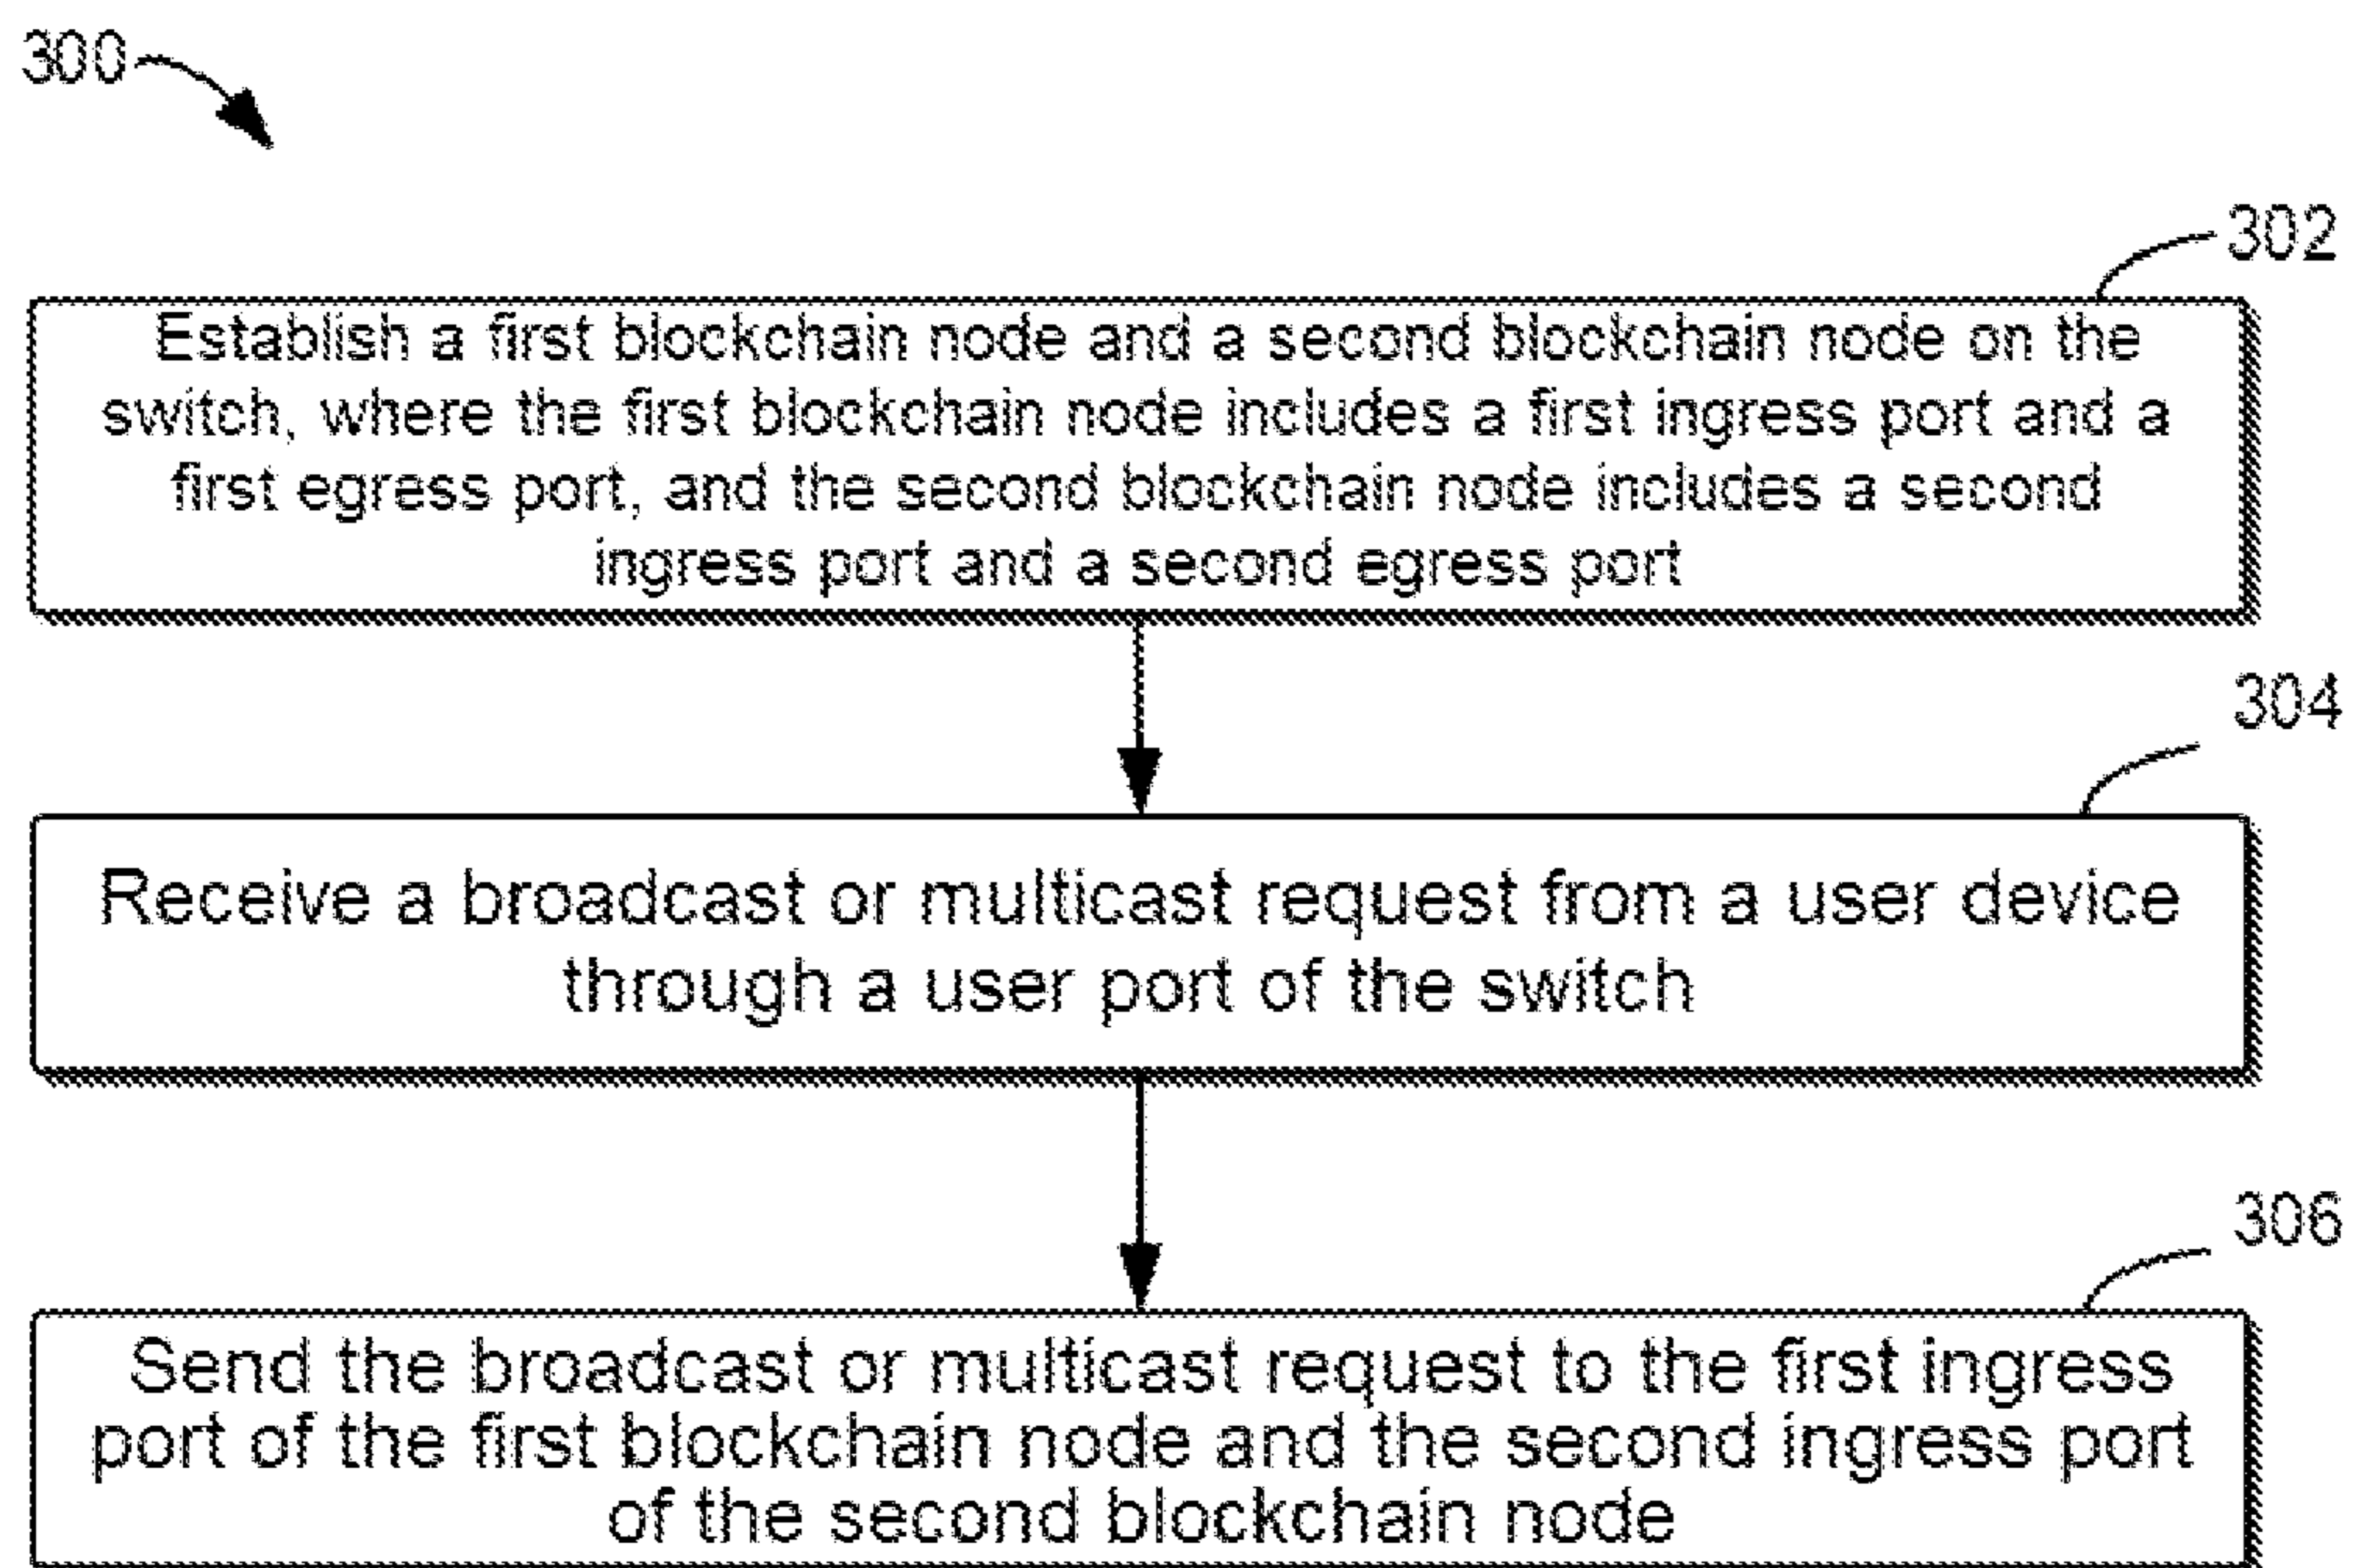 300
302
Establish a first blockchain node and a second blockchain node on the
switch, where the first blockchain node includes a first ingress port and a
first egress port, and the second blockchain node includes a second
ingress port and a second egress port
304
Receive a broadcast or multicast request from a user device
through a user port of the switch
306
Send the broadcast or multicast request to the first ingress
port of the first blockchain node and the second ingress port
of the second blockchain node